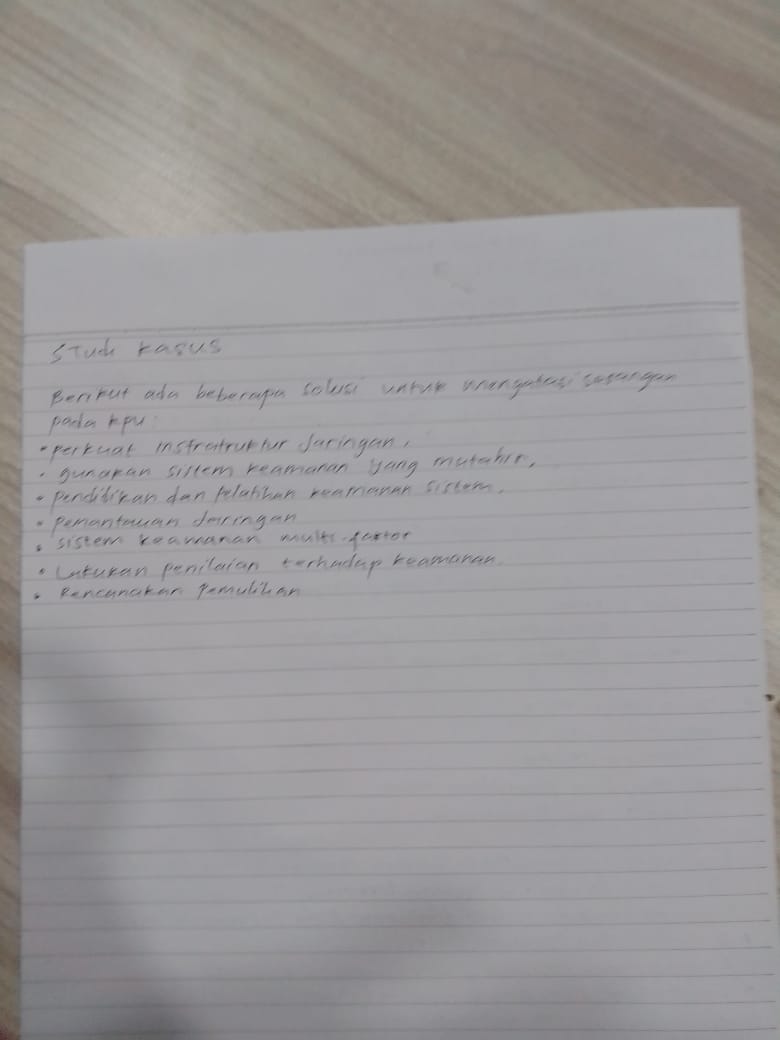 Studi Kasus
Berikut ada beberapa solusi untuk mengatasi serangan
pada kpu:
• perkuat instratruktur Jaringan,
• gunakan sistem keamanan yang mutahir,
• pendidikan dan pelatihan keamanan sistem,
• pemantauan jaringan
• sistem keamanan multi-faktor
• Lakukan penilaian terhadap keamanan
• Rencanakan pemulihan